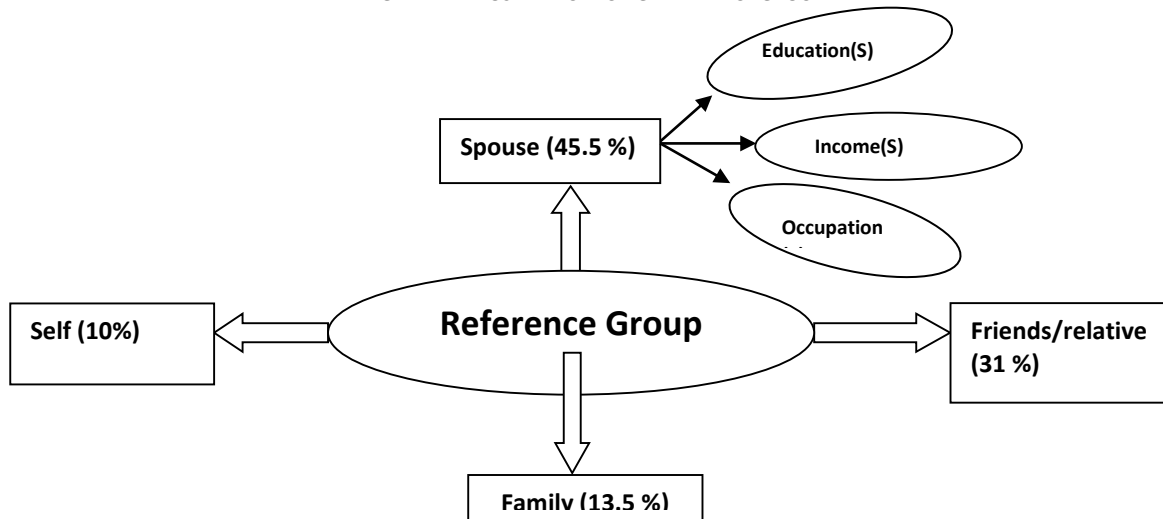 Education(S)
Spouse (45.5 %)
Income(S)
Occupation
Reference Group
Self (10%)
Friends/relative
(31 %)
Family (13.5 %)